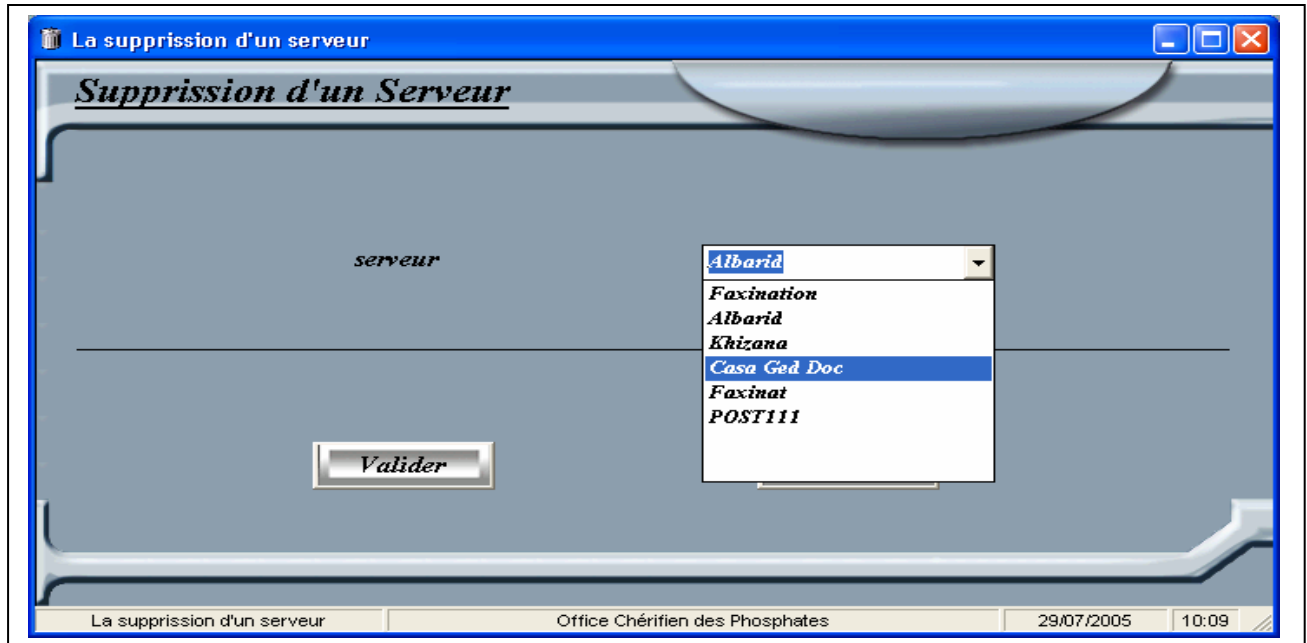 La supprission d'un serveur
Supprission d'un Serveur
serveur
Albarid
Faxination
Albarid
Khizana
Casa Ged Doc
Faxinat
POST111
Valider
La supprission d'un serveur
Office Chérifien des Phosphates
29/07/2005
10:09